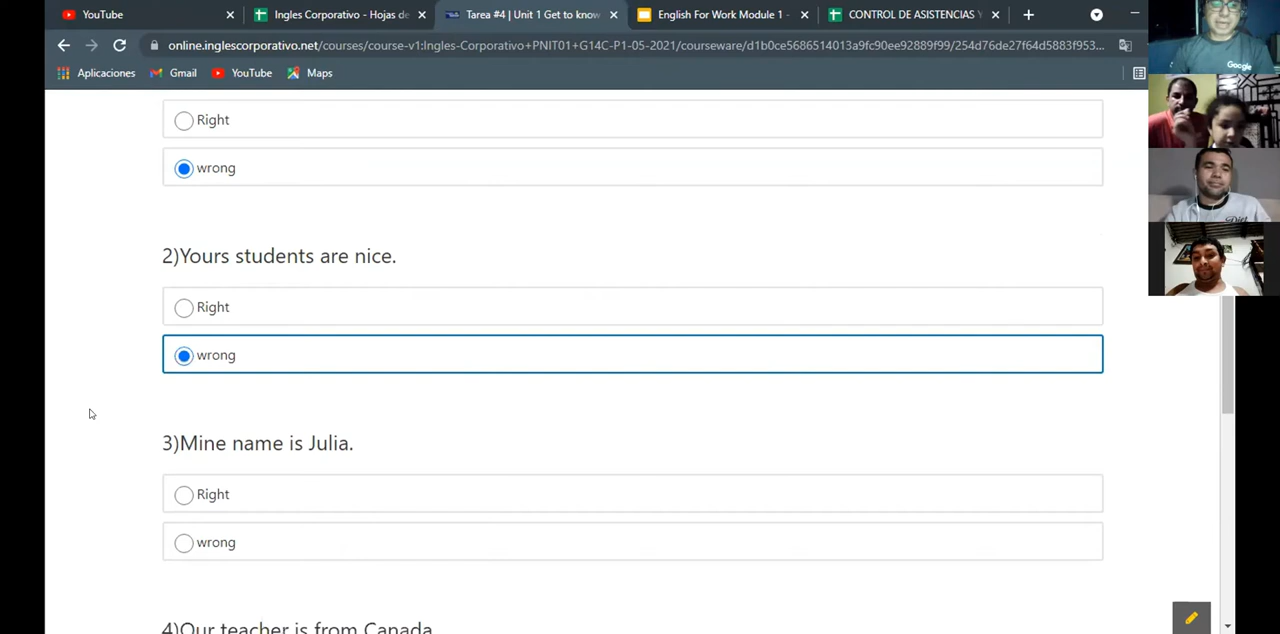 YouTube
Ingles Corporativo - Hojas de
Tarea #4 | Unit 1 Get to know
English For Work Module 1 -
CONTROL DE ASISTENCIAS Y
online.inglescorporativo.net/courses/course-v1:Ingles-Corporativo+PNIT01+G14C-P1-05-2021/courseware/d1b0ce5686514013a9fc90ee92889f99/254d76de27f64d5883f953...
Aplicaciones
Gmail
YouTube
Maps
Google
Right
wrong
2)Yours students are nice.
Right
wrong
3)Mine name is Julia.
Right
wrong
4)Our teacher is from Canada